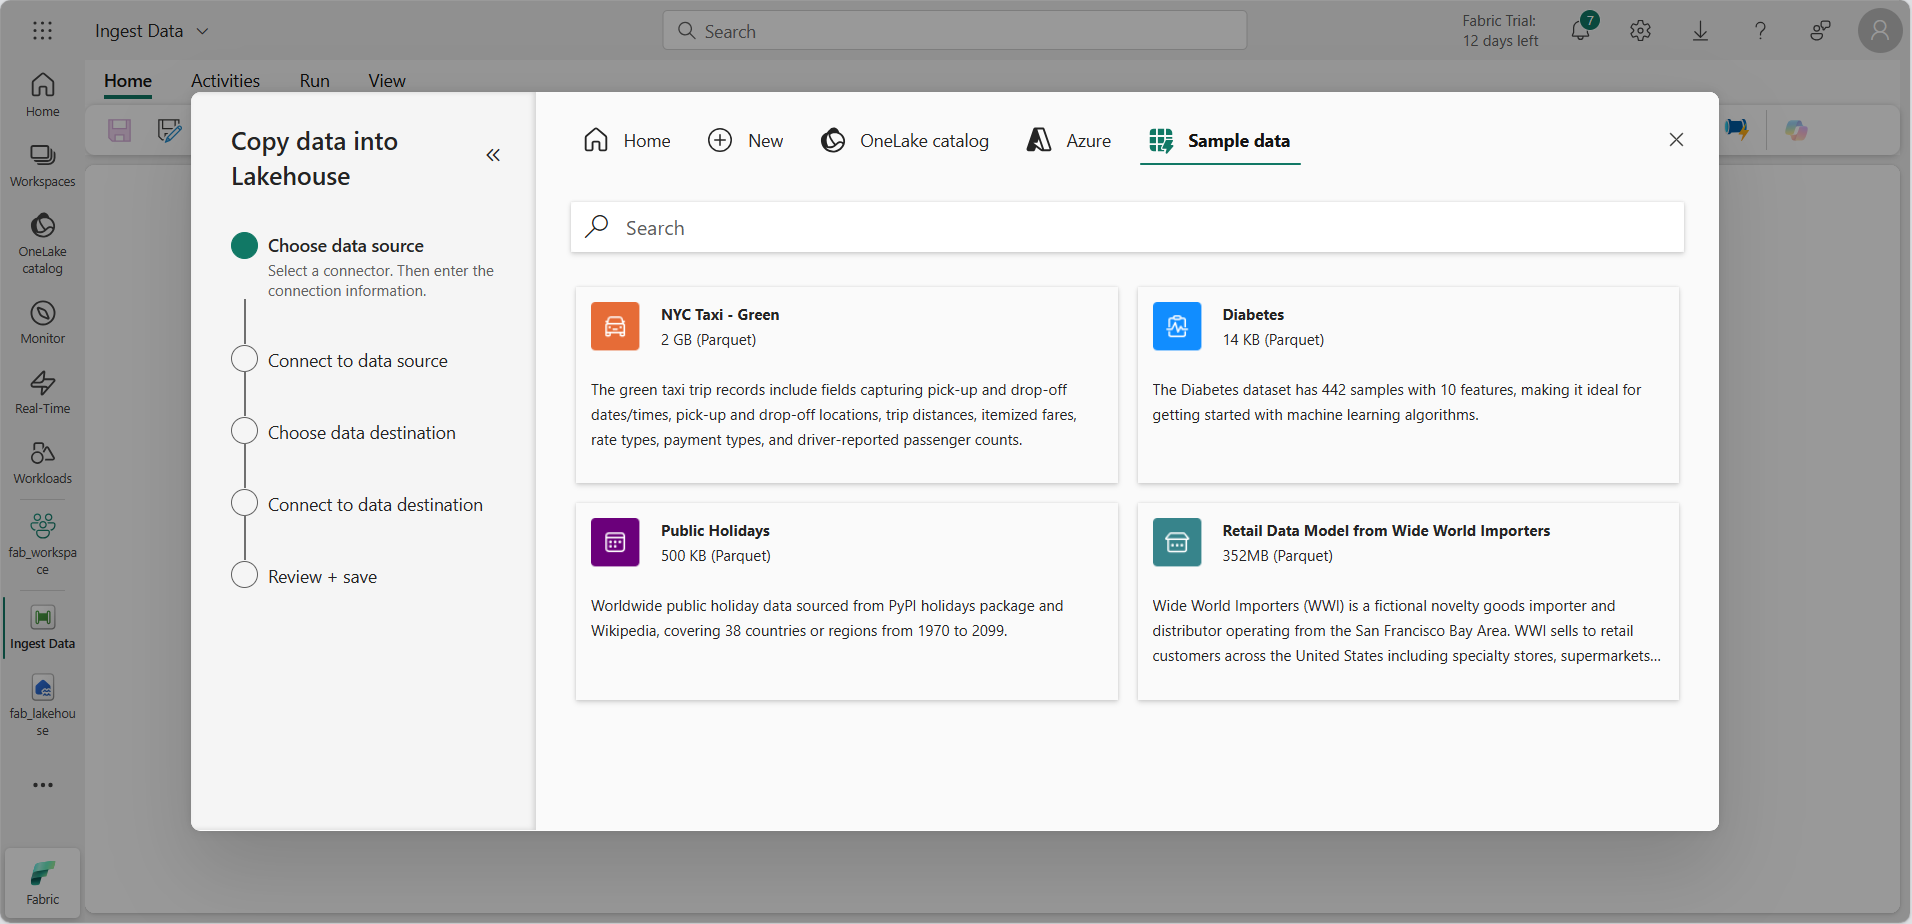 Ingest Data
Search
Fabric Trial:
12 days left
7
Home
Activities
Run
View
Home
Workspaces
OneLake
catalog
Monitor
Real-Time
Workloads
fab_workspa
ce
Ingest Data
fab_lakehou
se
Fabric
Copy data into
Lakehouse
Choose data source
Select a connector. Then enter the
connection information.
Connect to data source
Choose data destination
Connect to data destination
Review + save
Home
New
OneLake catalog
Azure
Sample data
Search
NYC Taxi - Green
2 GB (Parquet)
The green taxi trip records include fields capturing pick-up and drop-off
dates/times, pick-up and drop-off locations, trip distances, itemized fares,
rate types, payment types, and driver-reported passenger counts.
Diabetes
14 KB (Parquet)
The Diabetes dataset has 442 samples with 10 features, making it ideal for
getting started with machine learning algorithms.
Public Holidays
500 KB (Parquet)
Worldwide public holiday data sourced from PyPI holidays package and
Wikipedia, covering 38 countries or regions from 1970 to 2099.
Retail Data Model from Wide World Importers
352MB (Parquet)
Wide World Importers (WWI) is a fictional novelty goods importer and
distributor operating from the San Francisco Bay Area. WWI sells to retail
customers across the United States including specialty stores, supermarkets...